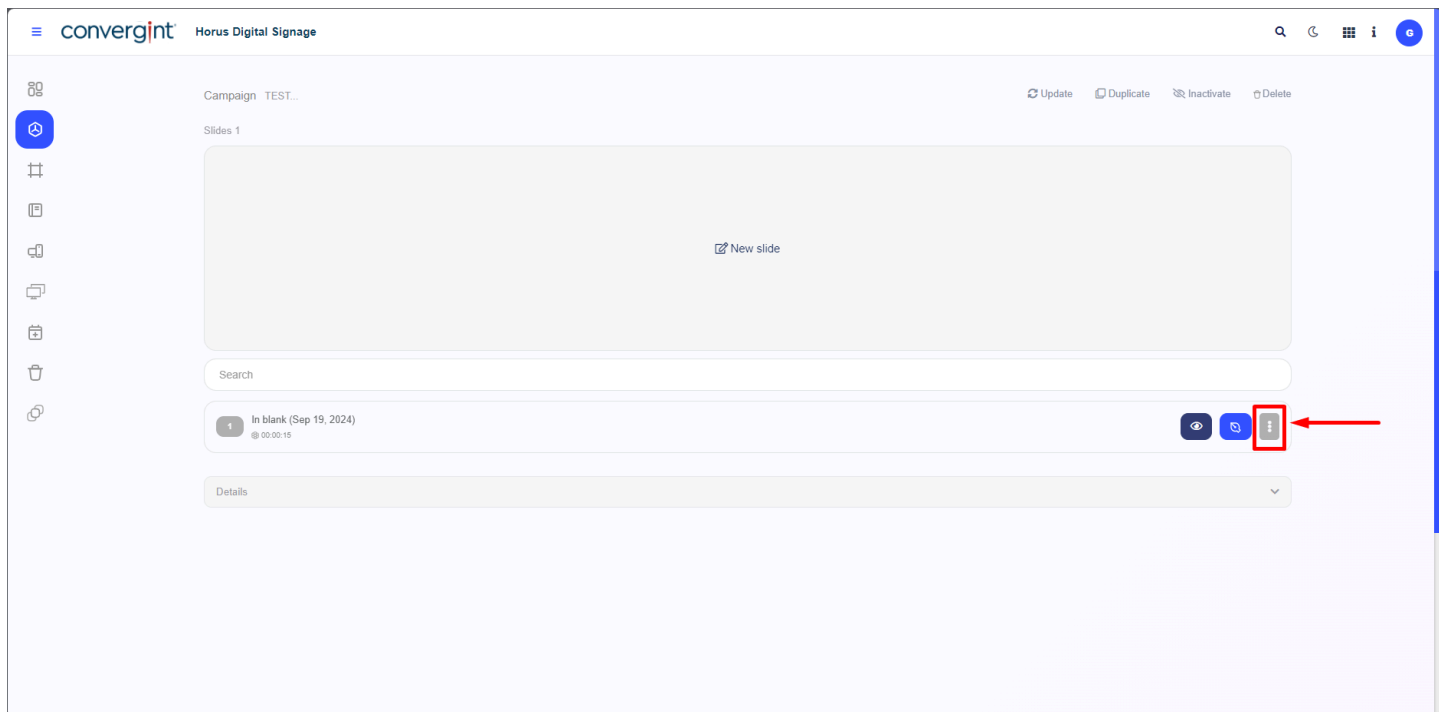 convergint Horus Digital Signage
G
Campaign TEST...
Update Duplicate Inactivate Delete
Slides 1
New slide
Search
1 In blank (Sep 19, 2024)
00:00:15
Details